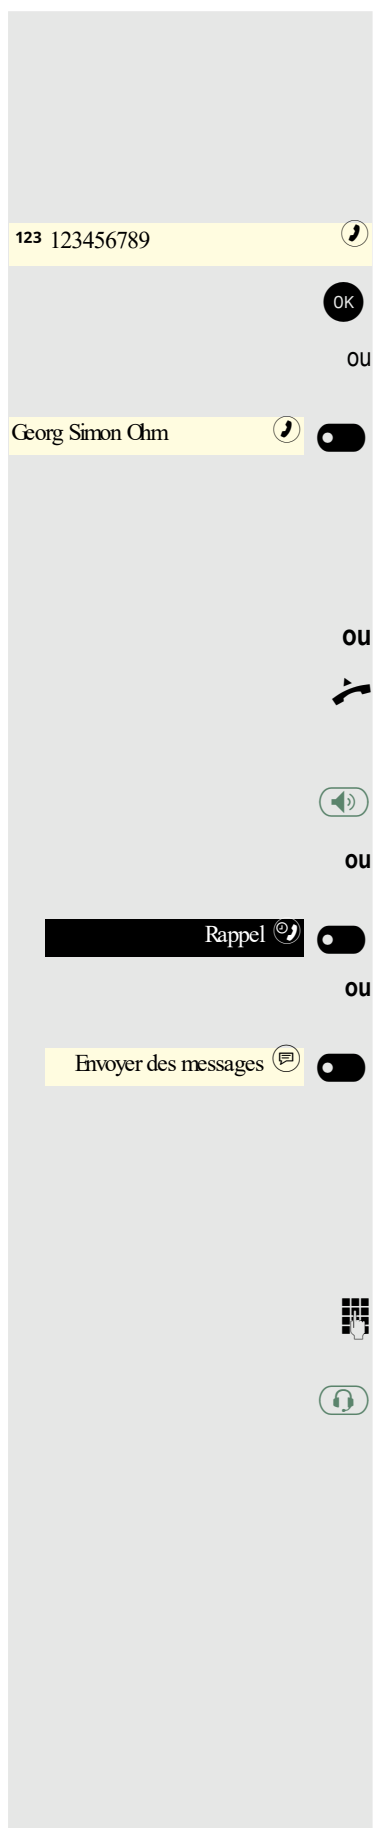 123 123456789
OK
ou
Georg Simon Ohm
ou
ou
Rappel
ou
Envoyer des messages